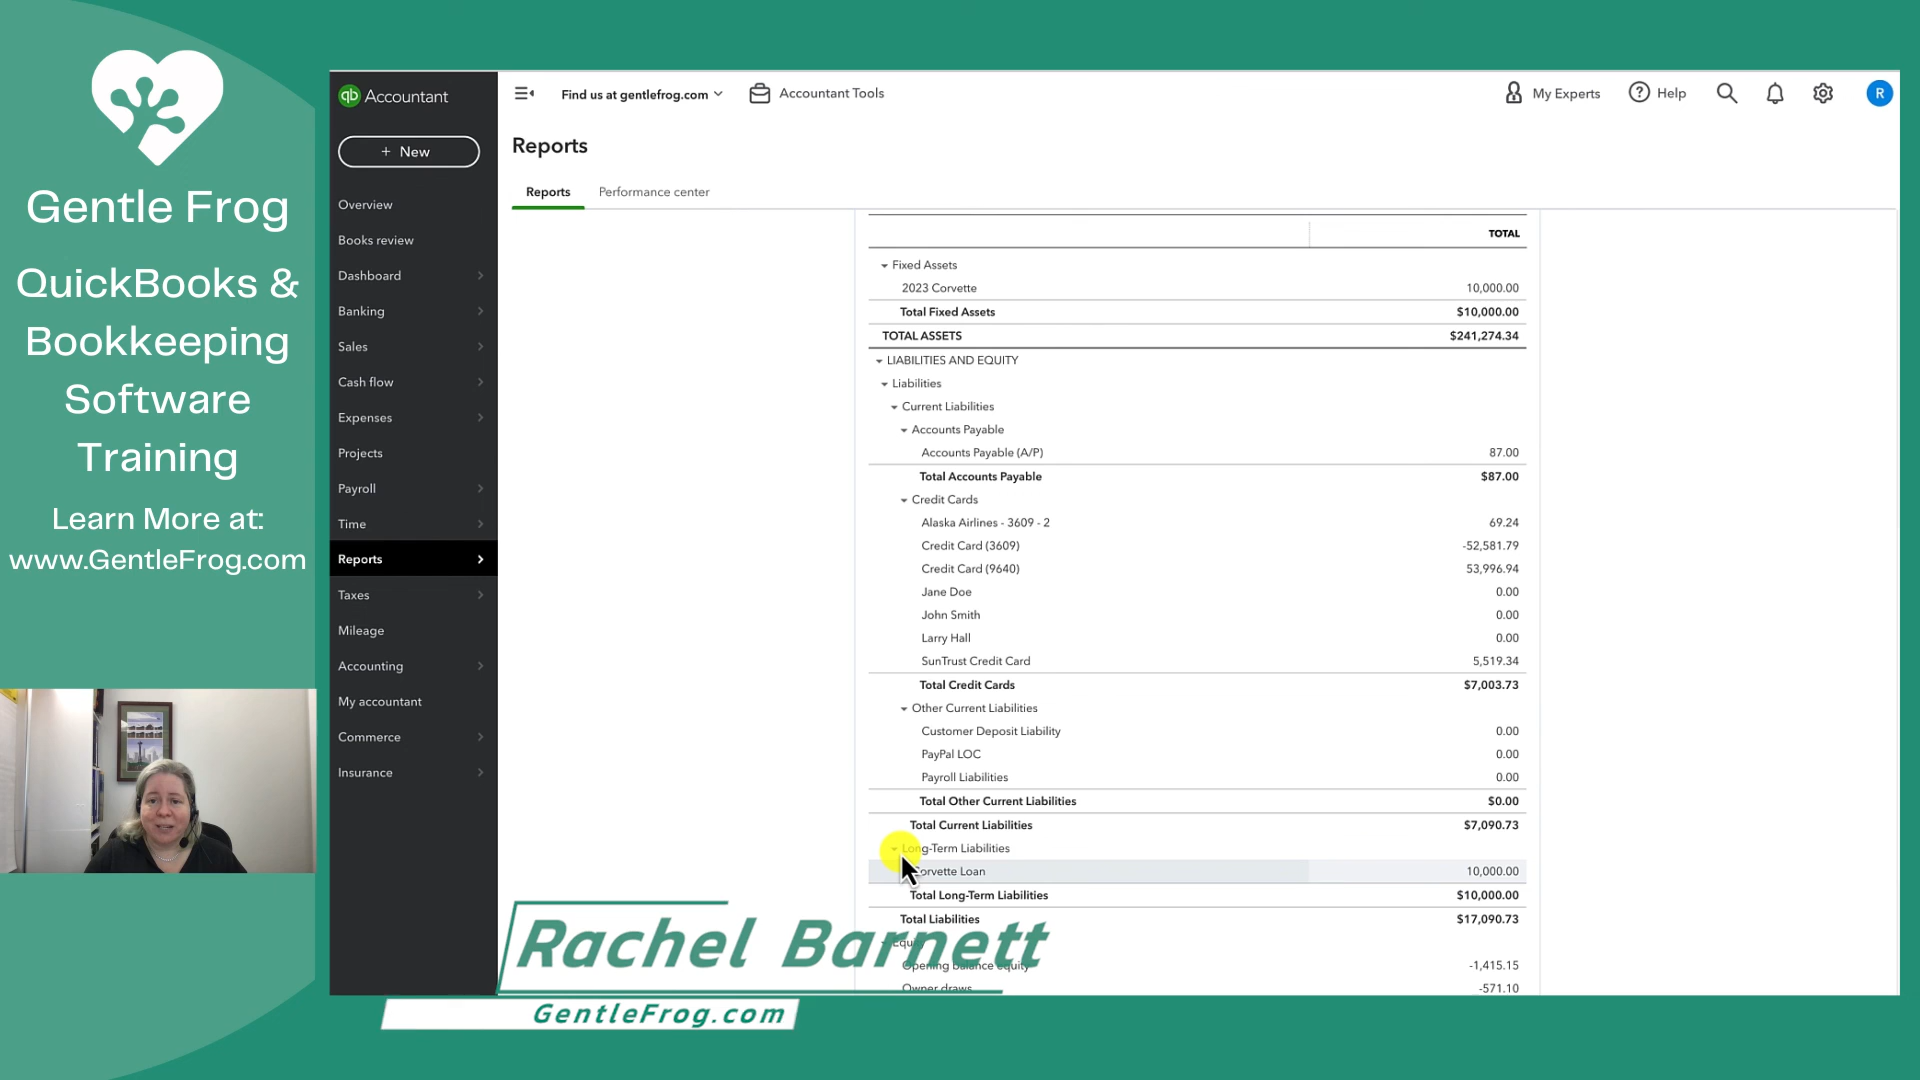 Gentle Frog
QuickBooks &
Bookkeeping
Software
Training
Learn More at:
www.GentleFrog.com
qb Accountant
Find us at gentlefrog.com
Accountant Tools
My Experts
Help
R
+ New
Overview
Books review
Dashboard
Banking
Sales
Cash flow
Expenses
Projects
Payroll
Time
Reports
Taxes
Mileage
Accounting
My accountant
Commerce
Insurance
Reports
Reports Performance center
TOTAL
Fixed Assets
2023 Corvette 10,000.00
Total Fixed Assets $10,000.00
TOTAL ASSETS $241,274.34
LIABILITIES AND EQUITY
Liabilities
Current Liabilities
Accounts Payable
Accounts Payable (A/P) 87.00
Total Accounts Payable $87.00
Credit Cards
Alaska Airlines - 3609 - 2 69.24
Credit Card (3609) -52,581.79
Credit Card (9640) 53,996.94
Jane Doe 0.00
John Smith 0.00
Larry Hall 0.00
SunTrust Credit Card 5,519.34
Total Credit Cards $7,003.73
Other Current Liabilities
Customer Deposit Liability 0.00
PayPal LOC 0.00
Payroll Liabilities 0.00
Total Other Current Liabilities $0.00
Total Current Liabilities $7,090.73
Long-Term Liabilities
Corvette Loan 10,000.00
Total Long-Term Liabilities $10,000.00
Total Liabilities $17,090.73
Equity
Opening balance equity -1,415.15
Owner draws -571.10
Rachel Barnett
GentleFrog.com